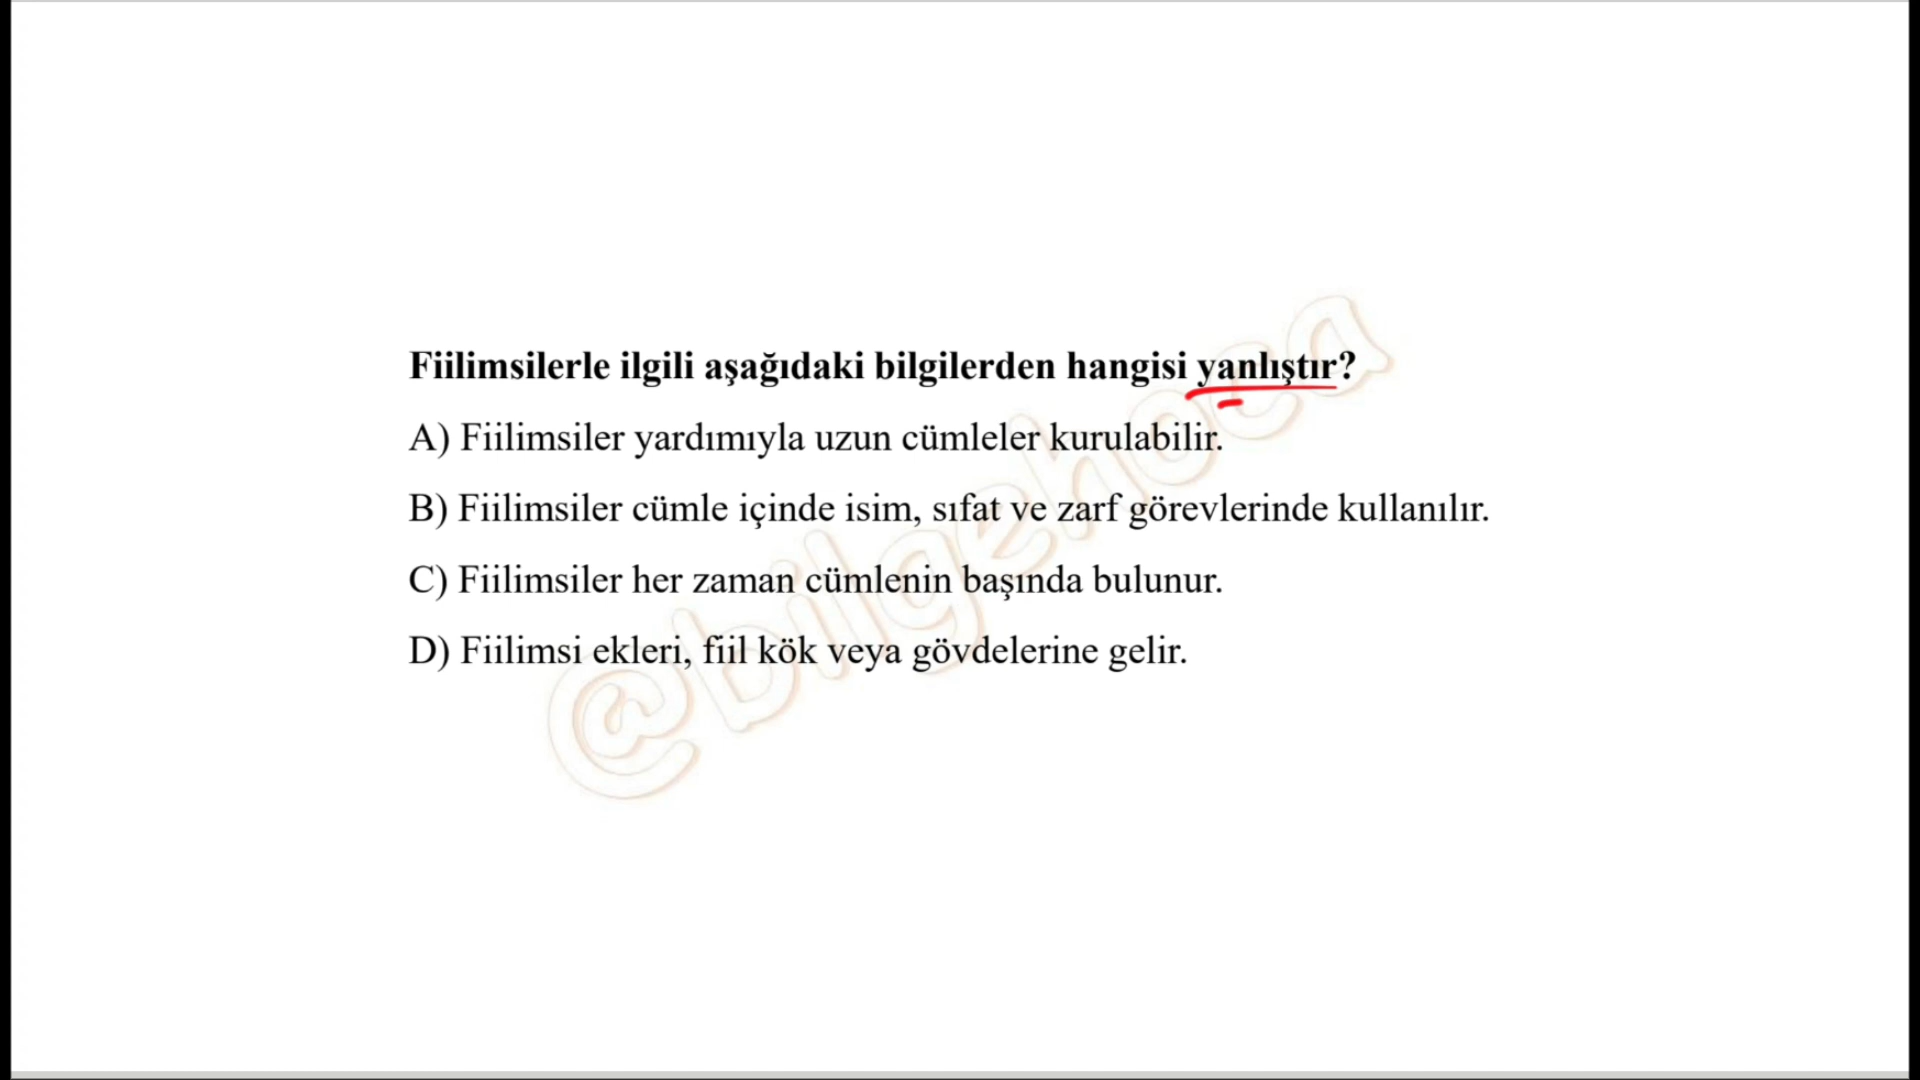 Fiilimsilerle ilgili aşağıdaki bilgilerden hangisi yanlıştır?
A) Fiilimsiler yardımıyla uzun cümleler kurulabilir.
B) Fiilimsiler cümle içinde isim, sıfat ve zarf görevlerinde kullanılır.
C) Fiilimsiler her zaman cümlenin başında bulunur.
D) Fiilimsi ekleri, fiil kök veya gövdelerine gelir.
@bilgehoca